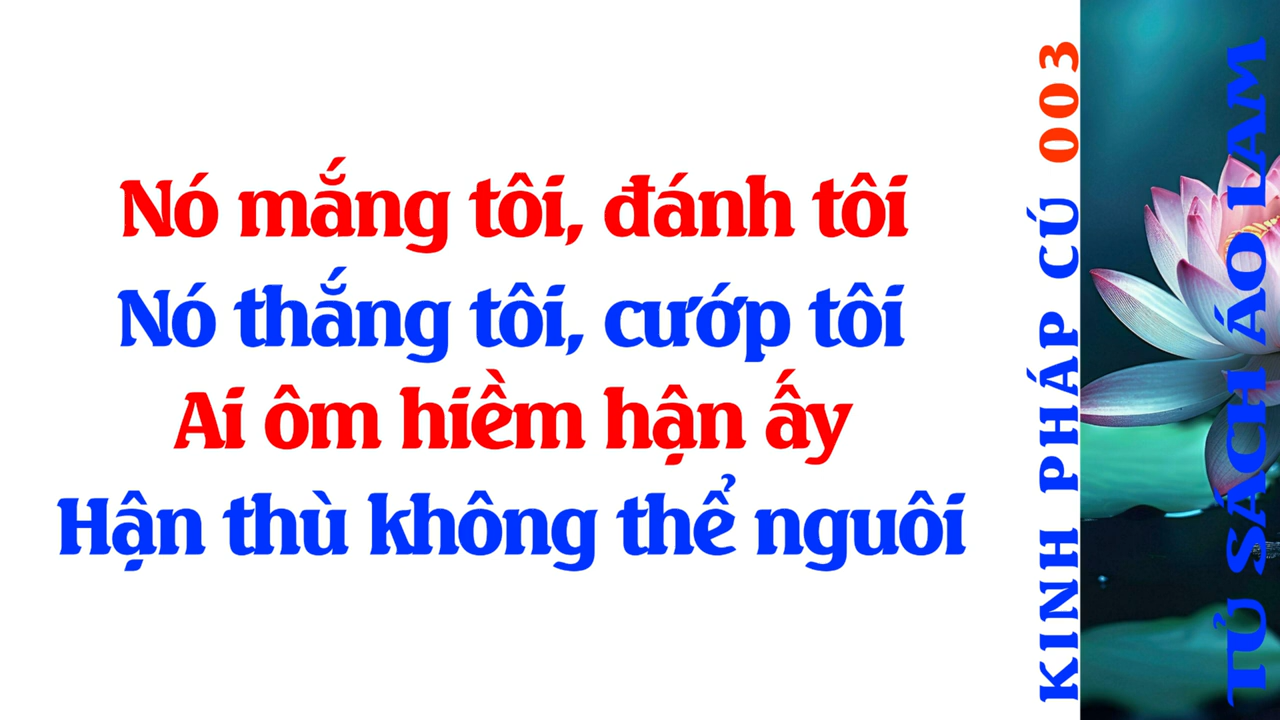 Nó mắng tôi, đánh tôi
Nó thắng tôi, cướp tôi
Ai ôm hiềm hận ấy
Hận thù không thể nguôi
KINH PHÁP CÚ 003
TỦ SÁCH ÁO LAM